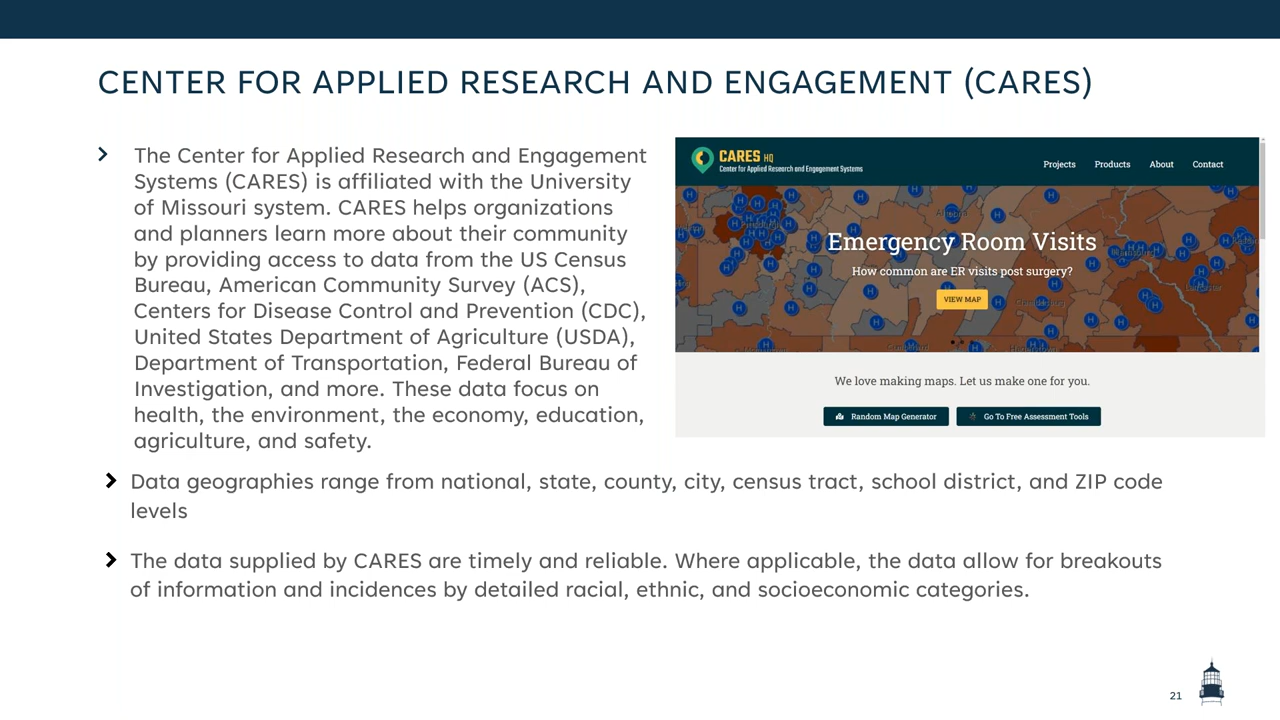 CENTER FOR APPLIED RESEARCH AND ENGAGEMENT (CARES)
The Center for Applied Research and Engagement
Systems (CARES) is affiliated with the University
of Missouri system. CARES helps organizations
and planners learn more about their community
by providing access to data from the US Census
Bureau, American Community Survey (ACS),
Centers for Disease Control and Prevention (CDC),
United States Department of Agriculture (USDA),
Department of Transportation, Federal Bureau of
Investigation, and more. These data focus on
health, the environment, the economy, education,
agriculture, and safety.
CARES HQ
Center for Applied Research and Engagement Systems
Projects Products About Contact
Emergency Room Visits
How common are ER visits post surgery?
VIEW MAP
We love making maps. Let us make one for you.
Random Map Generator Go To Free Assessment Tools
Data geographies range from national, state, county, city, census tract, school district, and ZIP code
levels
The data supplied by CARES are timely and reliable. Where applicable, the data allow for breakouts
of information and incidences by detailed racial, ethnic, and socioeconomic categories.
21